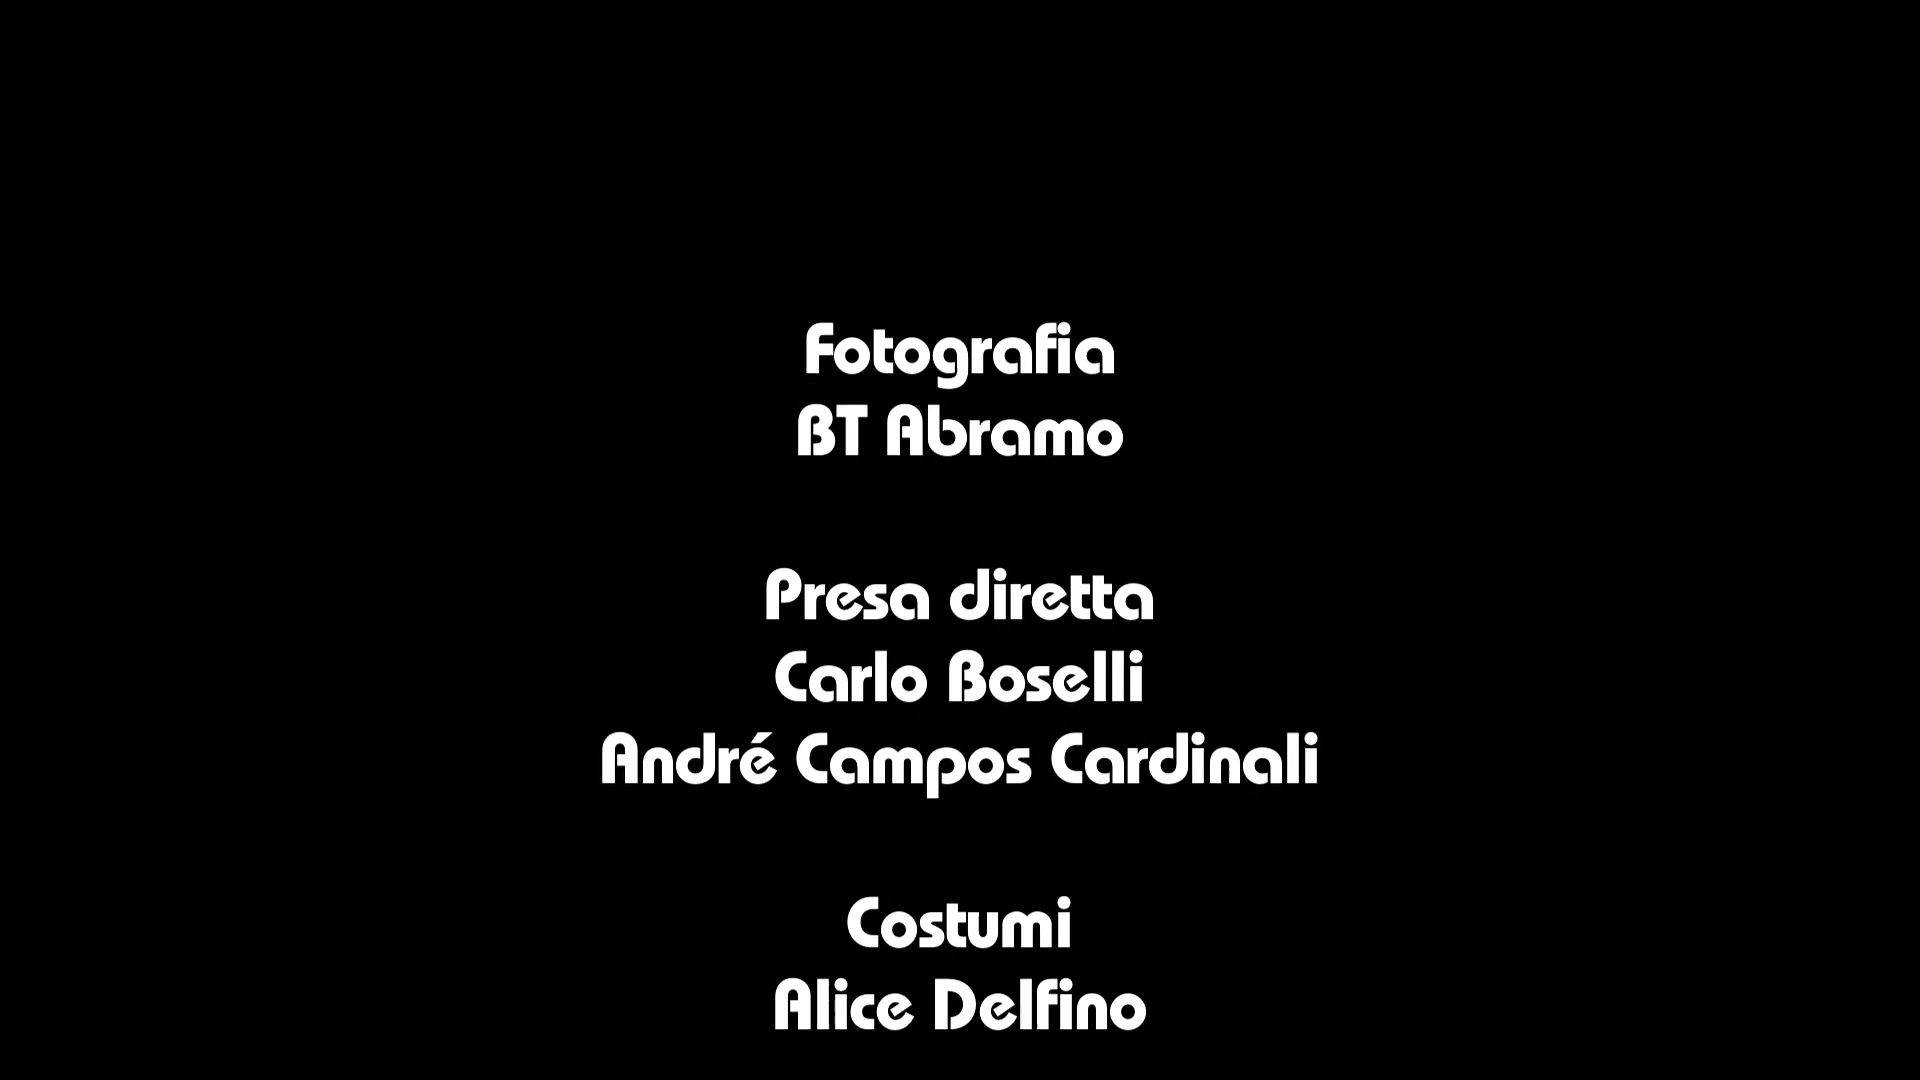 Fotografia
BT Abramo
Presa diretta
Carlo Boselli
André Campos Cardinali
Costumi
Alice Delfino